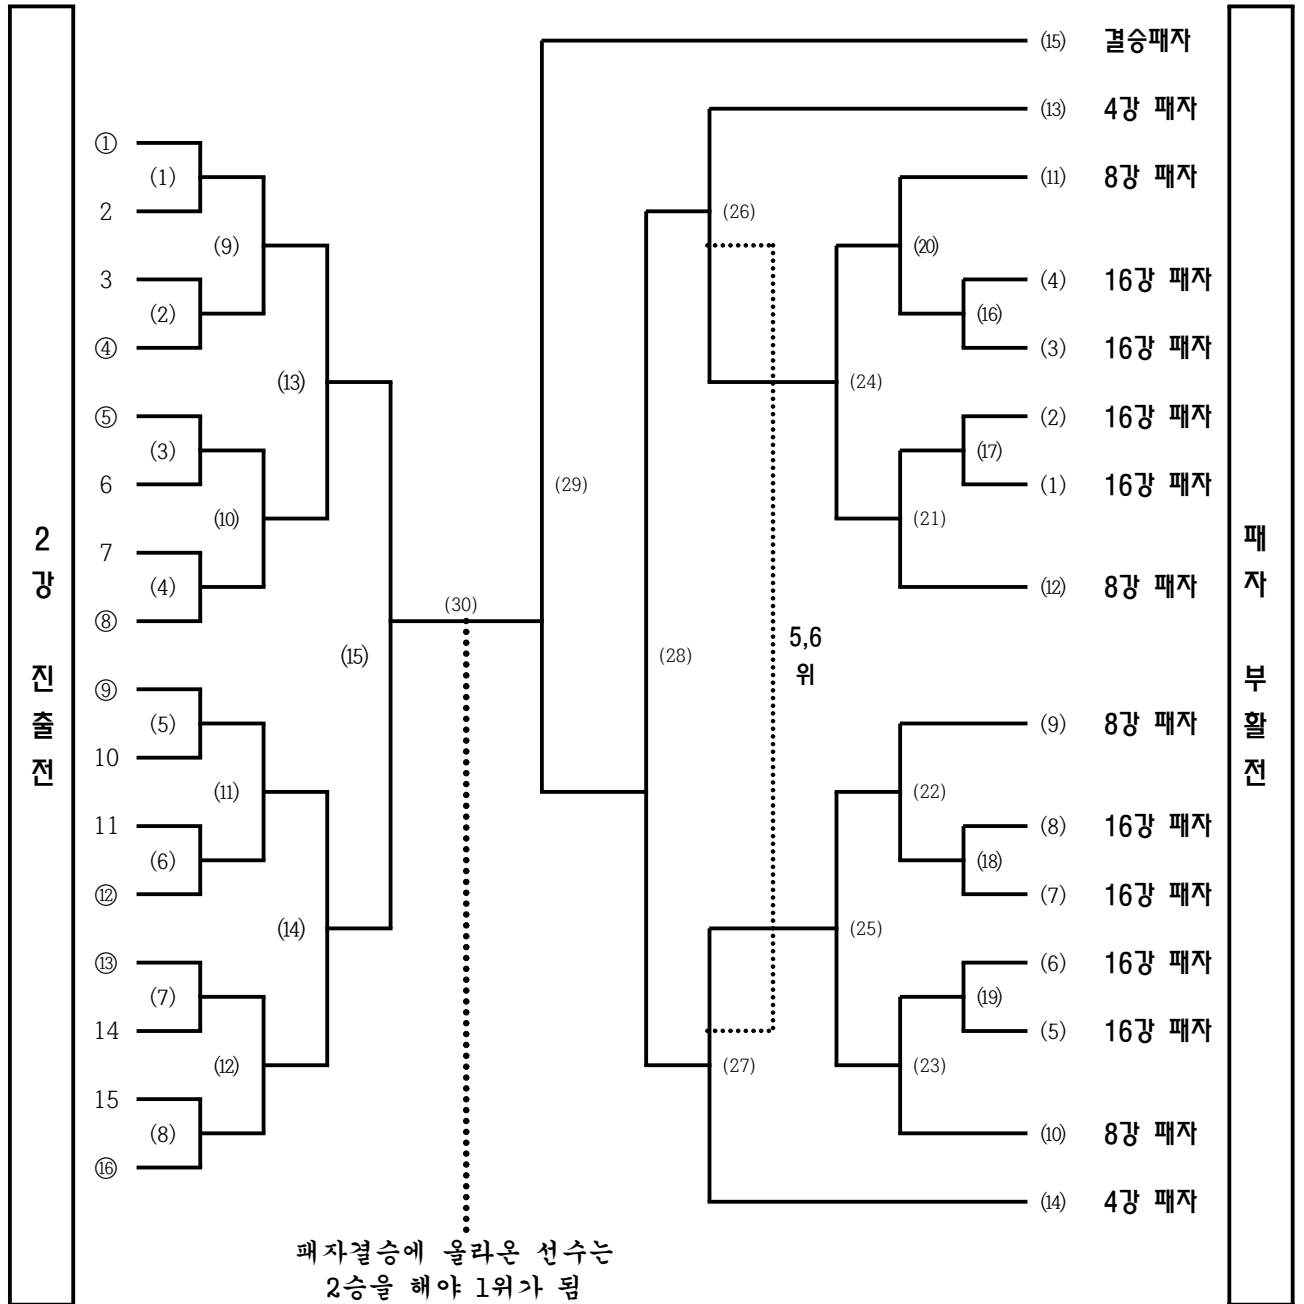 2강 진출전
①
(1)
2
(9)
3
(2)
④
(13)
⑤
(3)
6
(10)
7
(4)
⑧
(15)
⑨
(5)
10
(11)
11
(6)
⑫
(14)
⑬
(7)
14
(12)
15
(8)
⑯
(30)
패자결승에 올라온 선수는
2승을 해야 1위가 됨
(29)
(28)
(26)
5,6
위
(27)
(24)
(25)
(20)
(16)
(17)
(21)
(22)
(18)
(19)
(23)
(15) 결승패자
(13) 4강 패자
(11) 8강 패자
(4) 16강 패자
(3) 16강 패자
(2) 16강 패자
(1) 16강 패자
(12) 8강 패자
(9) 8강 패자
(8) 16강 패자
(7) 16강 패자
(6) 16강 패자
(5) 16강 패자
(10) 8강 패자
(14) 4강 패자
패자 부활전